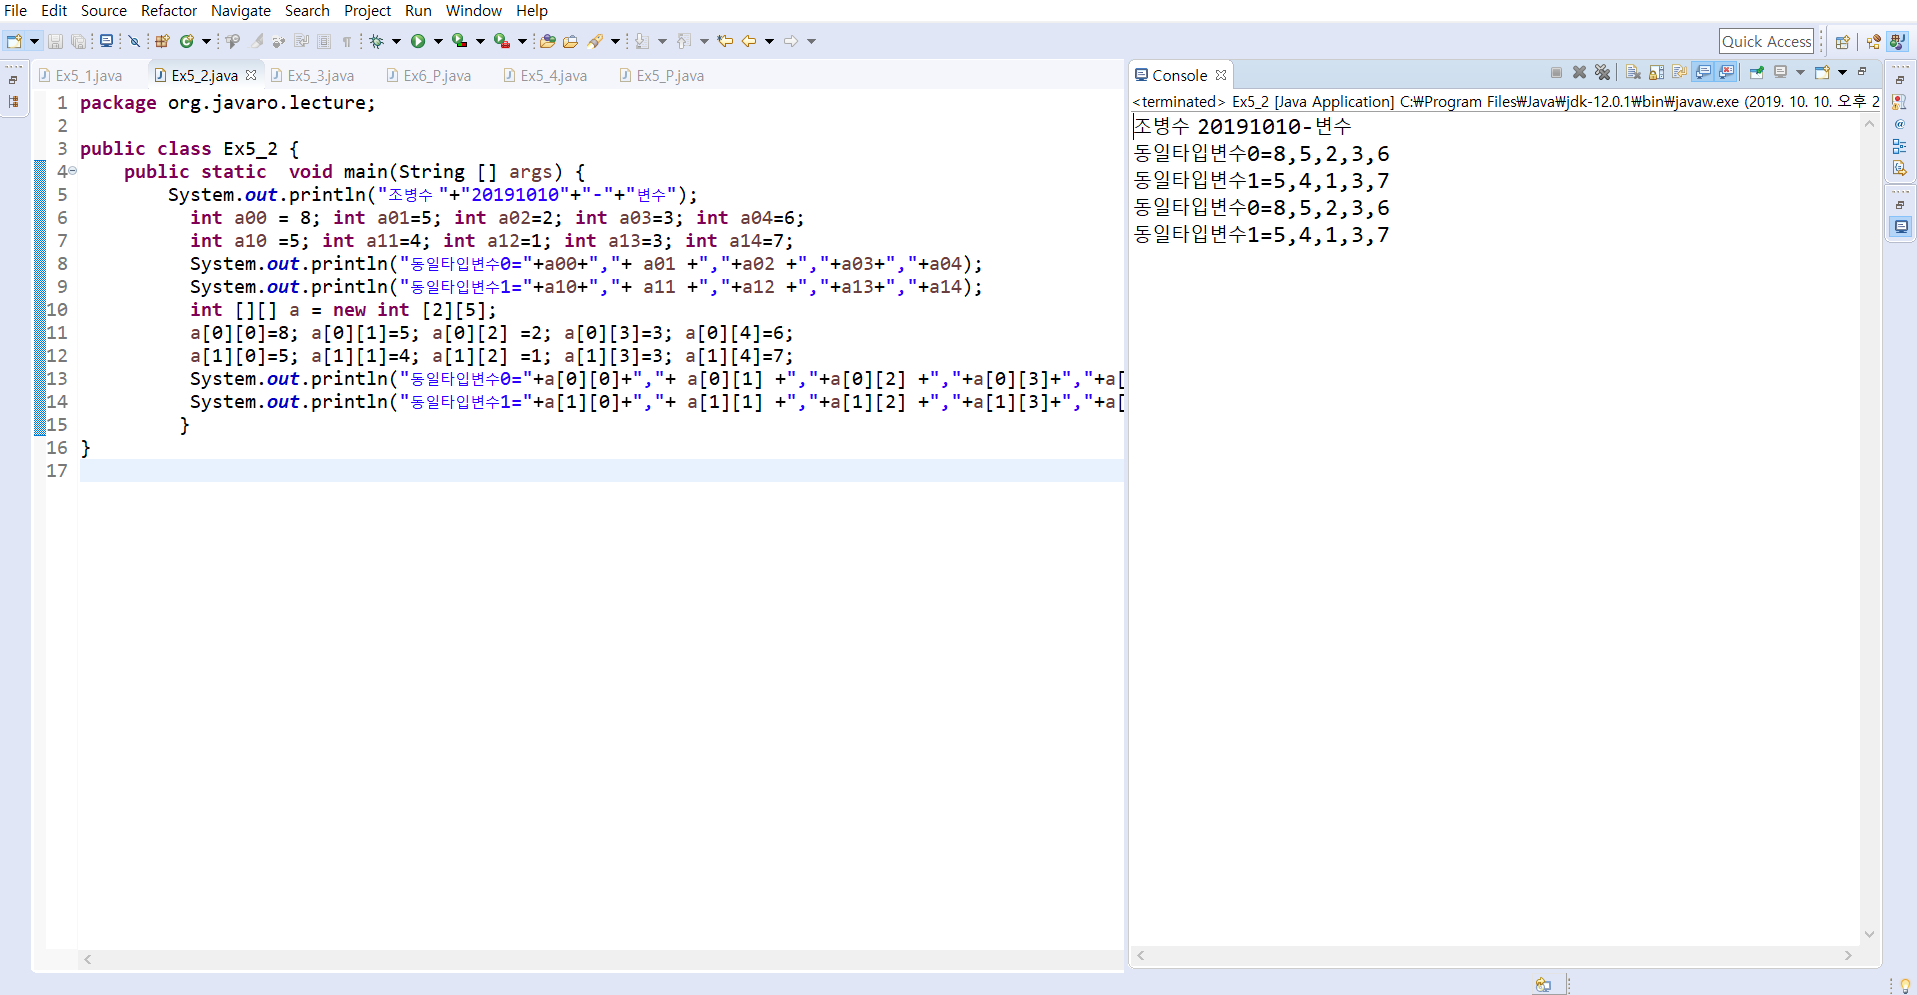 File Edit Source Refactor Navigate Search Project Run Window Help
Quick Access
Ex5_1.java Ex5_2.java Ex5_3.java Ex6_P.java Ex5_4.java Ex5_P.java
1 package org.javaro.lecture;
2
3 public class Ex5_2 {
4 public static  void main(String [] args) {
5 System.out.println("조병수 "+"20191010"+"-"+"변수");
6 int a00 = 8; int a01=5; int a02=2; int a03=3; int a04=6;
7 int a10 =5; int a11=4; int a12=1; int a13=3; int a14=7;
8 System.out.println("동일타입변수0="+a00+","+ a01 +","+a02 +","+a03+","+a04);
9 System.out.println("동일타입변수1="+a10+","+ a11 +","+a12 +","+a13+","+a14);
10 int [][] a = new int [2][5];
11 a[0][0]=8; a[0][1]=5; a[0][2] =2; a[0][3]=3; a[0][4]=6;
12 a[1][0]=5; a[1][1]=4; a[1][2] =1; a[1][3]=3; a[1][4]=7;
13 System.out.println("동일타입변수0="+a[0][0]+","+ a[0][1] +","+a[0][2] +","+a[0][3]+","+a[
14 System.out.println("동일타입변수1="+a[1][0]+","+ a[1][1] +","+a[1][2] +","+a[1][3]+","+a[
15 }
16 }
17
Console
<terminated> Ex5_2 [Java Application] C:₩Program Files₩Java₩jdk-12.0.1₩bin₩javaw.exe (2019. 10. 10. 오후 2
조병수 20191010-변수
동일타입변수0=8,5,2,3,6
동일타입변수1=5,4,1,3,7
동일타입변수0=8,5,2,3,6
동일타입변수1=5,4,1,3,7